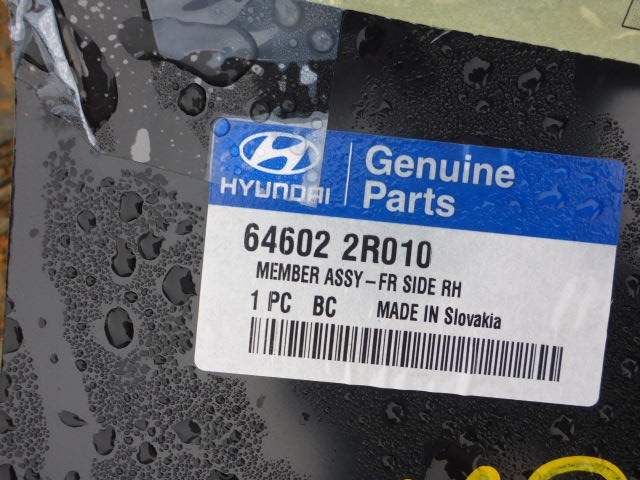 HYUNDAI
Genuine
Parts
64602 2R010
MEMBER ASSY-FR SIDE RH
1 PC BC MADE IN Slovakia